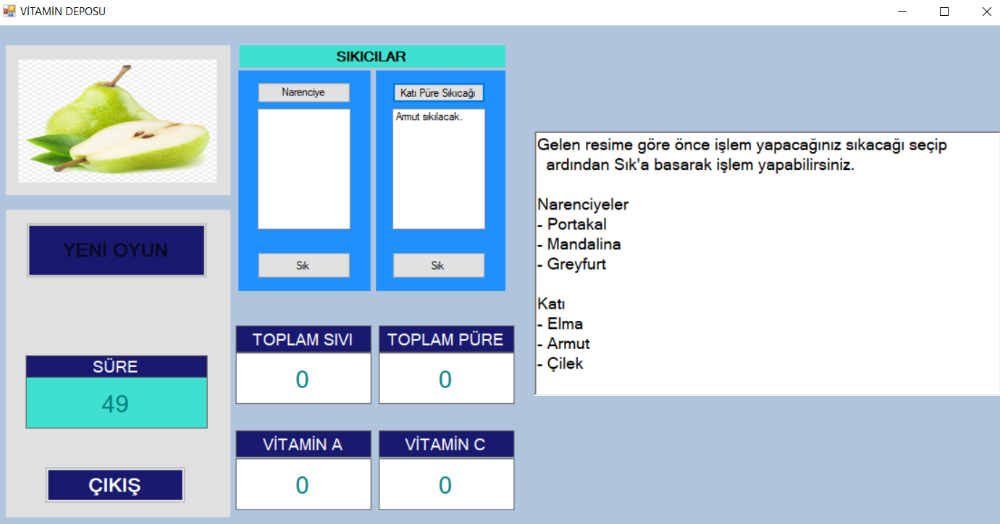 VİTAMİN DEPOSU
SIKICILAR
Narenciye
Katı Püre Sıkıcağı
Armut sıkılacak.
Sık
Sık
YENİ OYUN
SÜRE
49
ÇIKIŞ
TOPLAM SIVI
TOPLAM PÜRE
0
0
VİTAMİN A
VİTAMİN C
0
0
Gelen resime göre önce işlem yapacağınız sıkacağı seçip
ardından Sık'a basarak işlem yapabilirsiniz.
Narenciyeler
- Portakal
- Mandalina
- Greyfurt
Katı
- Elma
- Armut
- Çilek